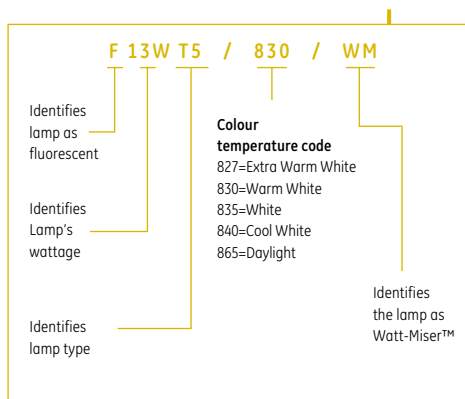 F 13W T5 / 830 / WM
Identifies
lamp as
fluorescent
Identifies
Lamp's
wattage
Identifies
lamp type
Colour
temperature code
827=Extra Warm White
830=Warm White
835=White
840=Cool White
865=Daylight
Identifies
the lamp as
Watt-Miser™